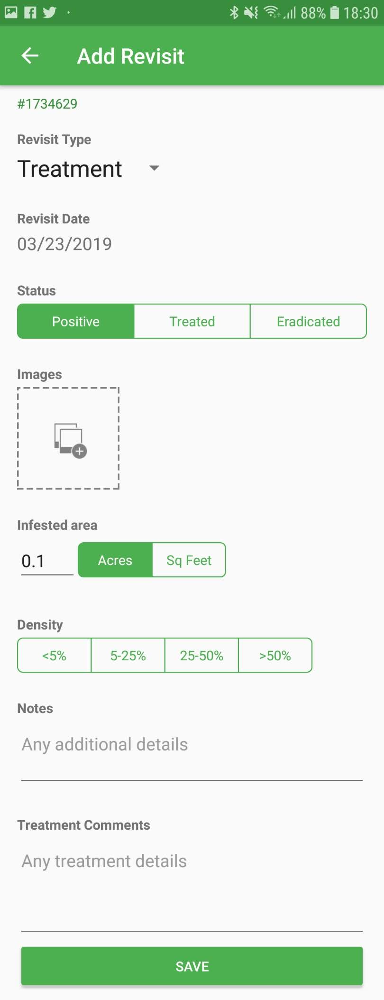 88% 18:30
Add Revisit
#1734629
Revisit Type
Treatment
Revisit Date
03/23/2019
Status
Positive Treated Eradicated
Images
Infested area
0.1 Acres Sq Feet
Density
<5% 5-25% 25-50% >50%
Notes
Any additional details
Treatment Comments
Any treatment details
SAVE